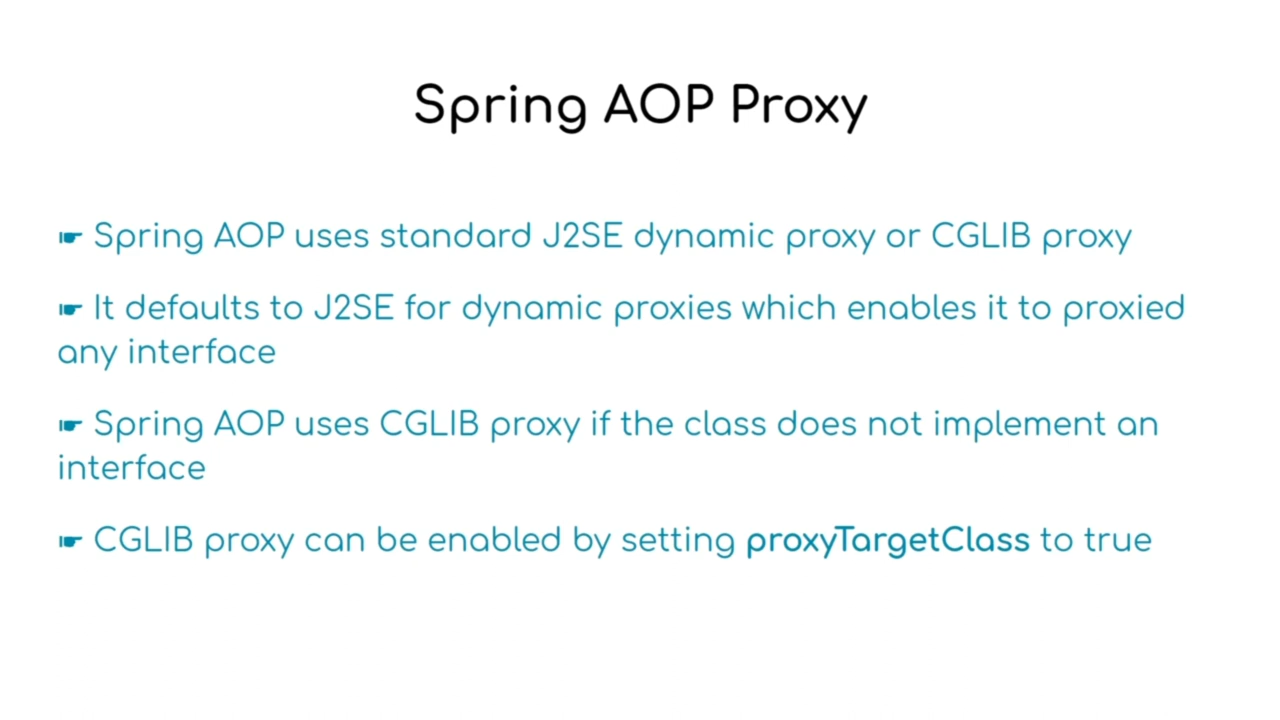 Spring AOP Proxy
☛ Spring AOP uses standard J2SE dynamic proxy or CGLIB proxy
☛ It defaults to J2SE for dynamic proxies which enables it to proxied
any interface
☛ Spring AOP uses CGLIB proxy if the class does not implement an
interface
☛ CGLIB proxy can be enabled by setting proxyTargetClass to true